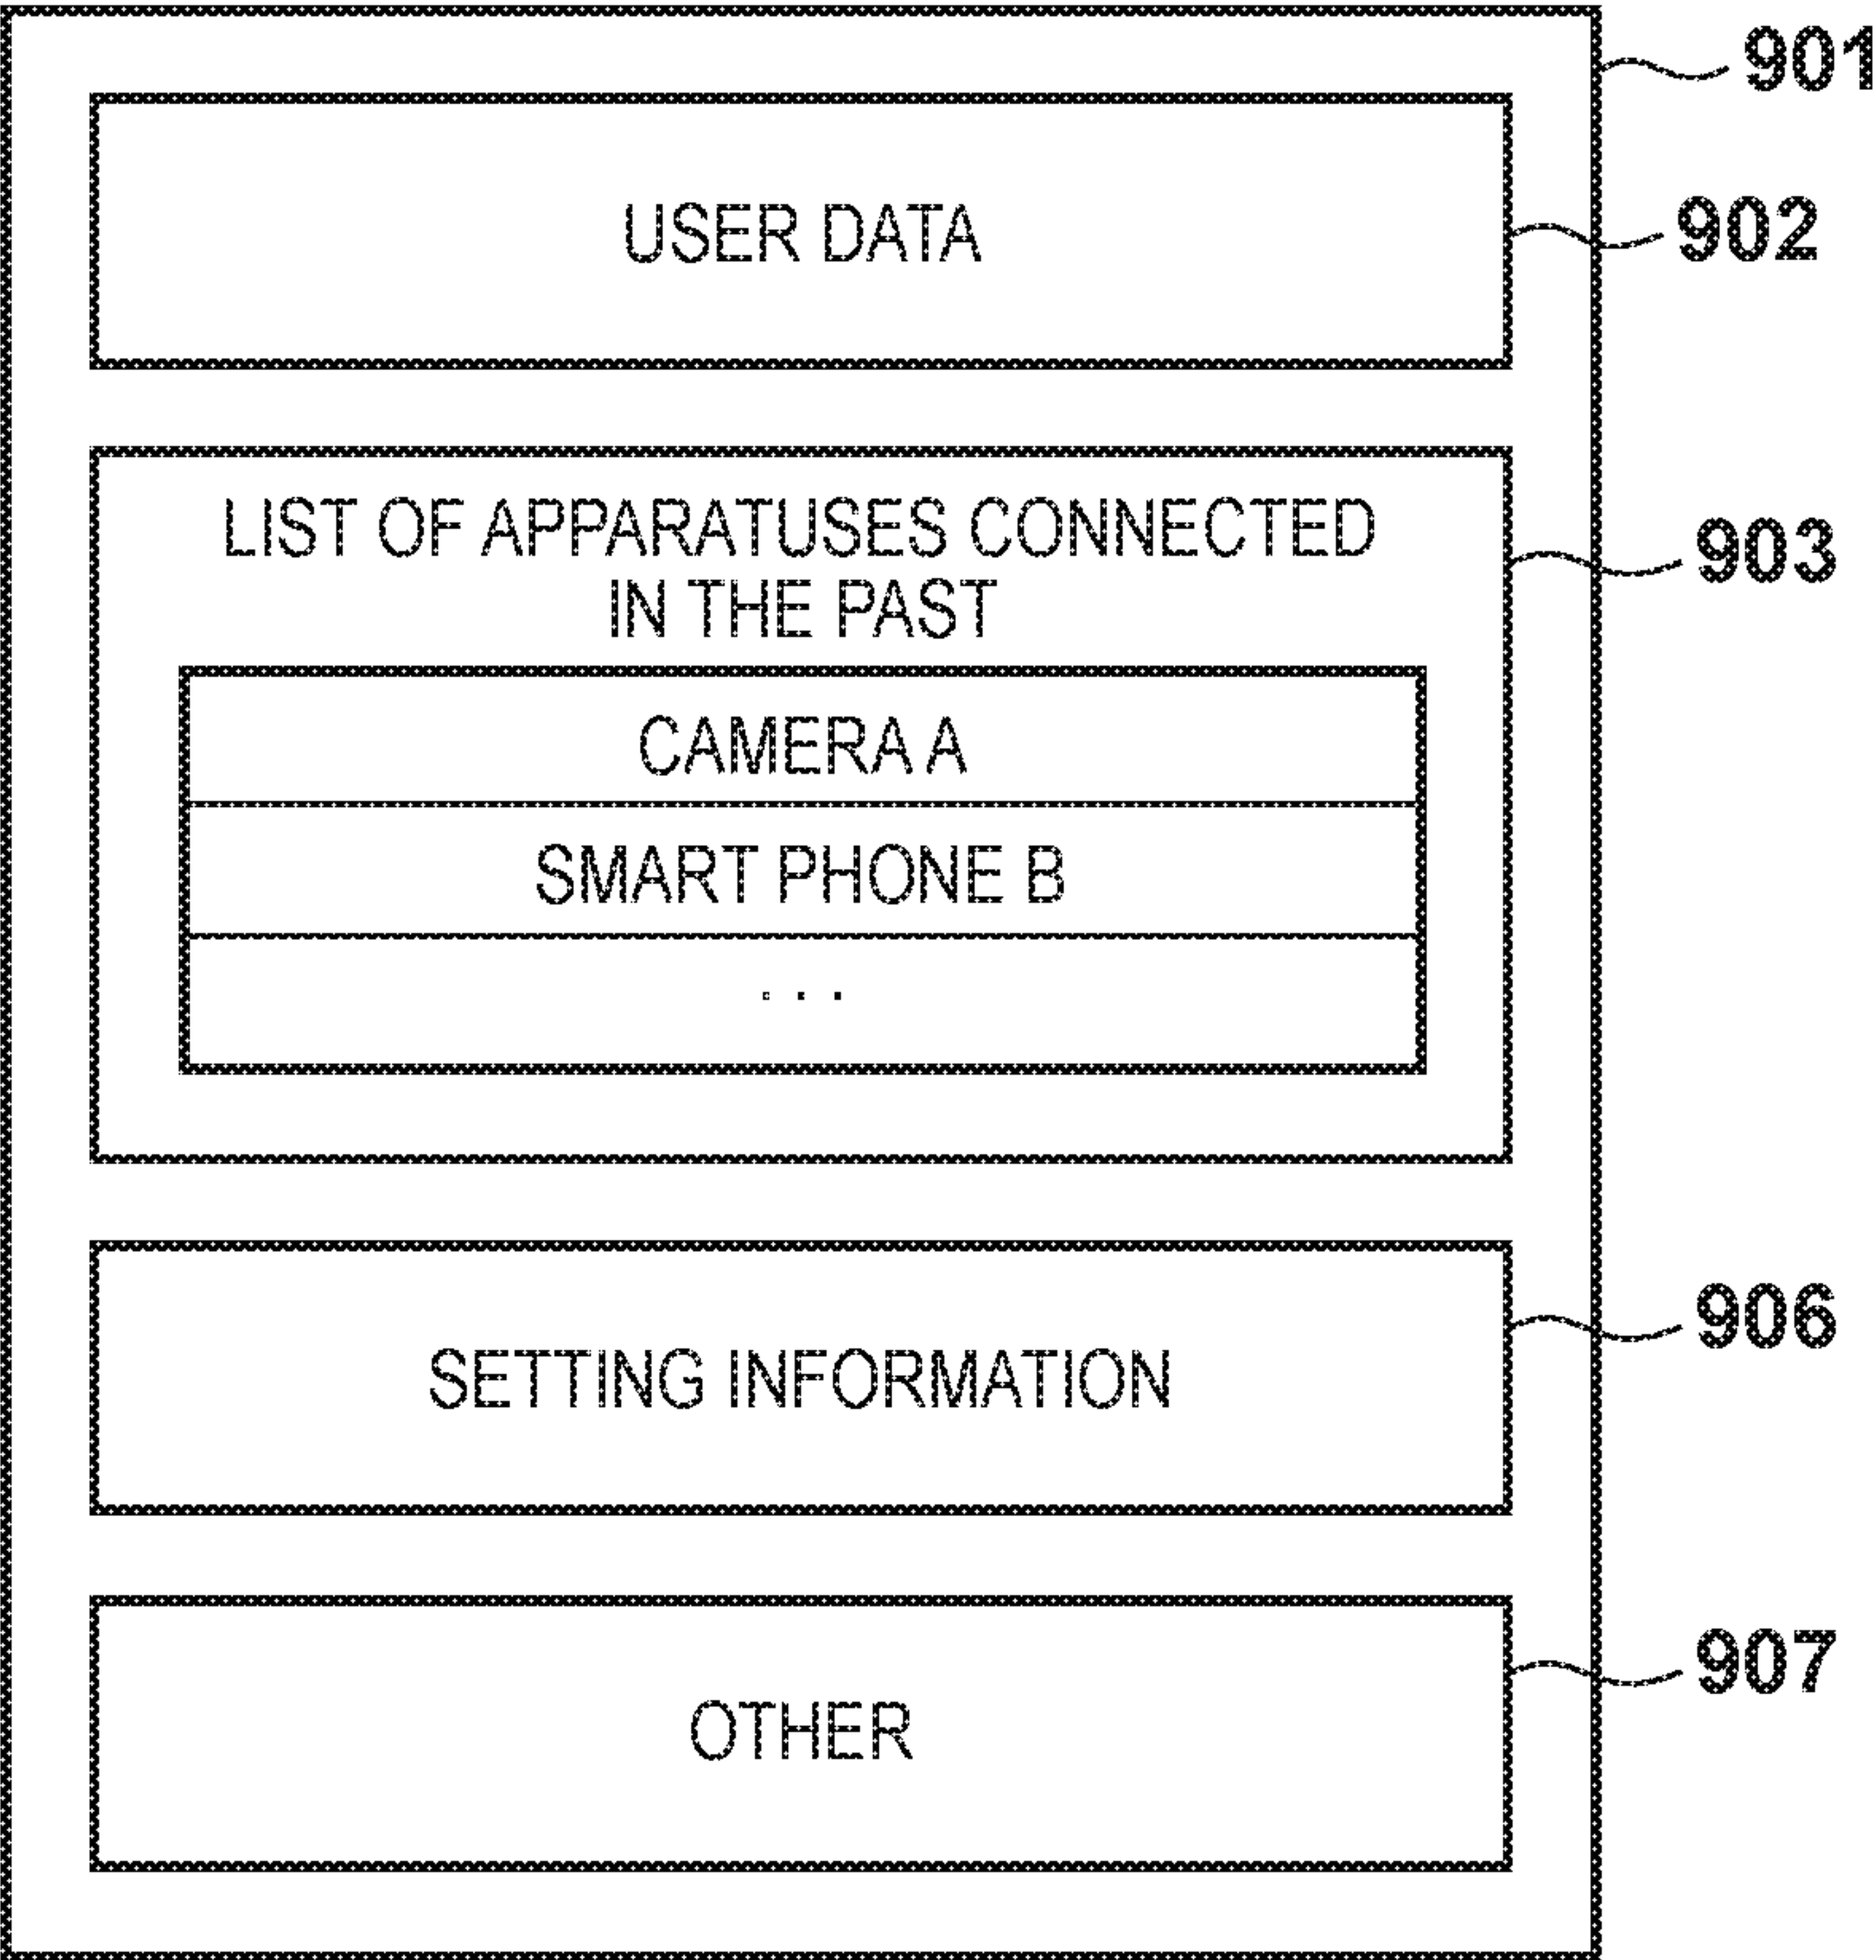 901
USER DATA
902
LIST OF APPARATUSES CONNECTED
IN THE PAST
903
CAMERA A
SMART PHONE B
...
SETTING INFORMATION
906
OTHER
907